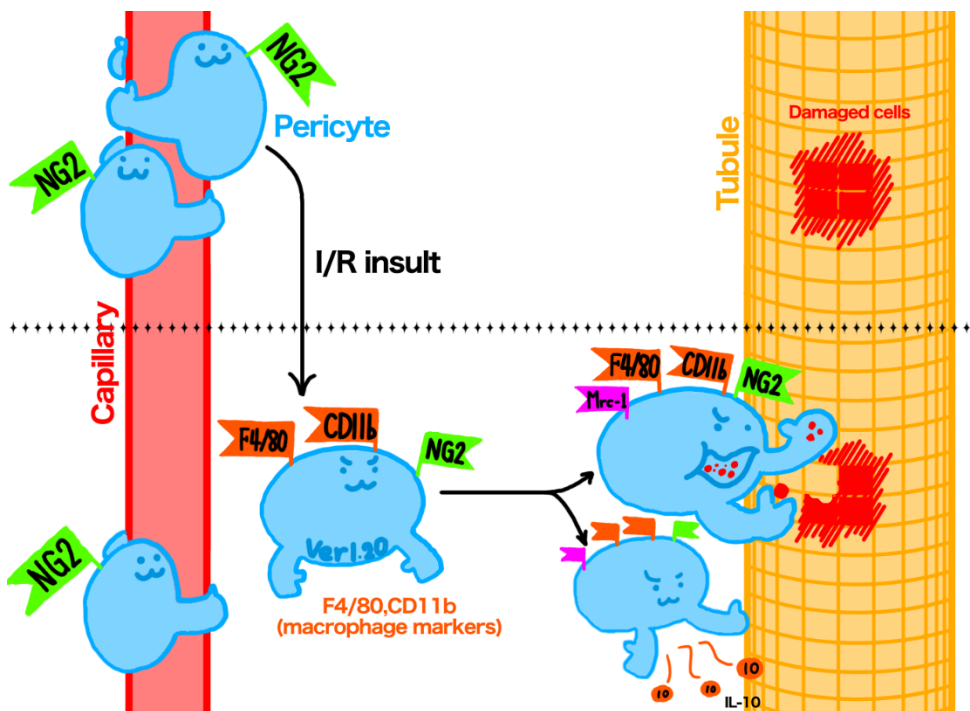 NG2
Pericyte
NG2
Damaged cells
Tubule
I/R insult
Capillary
F4/80
CD11b
NG2
Mrc-1
F4/80
CD11b
NG2
Ver1.20
NG2
F4/80,CD11b
(macrophage markers)
10
10
10
IL-10